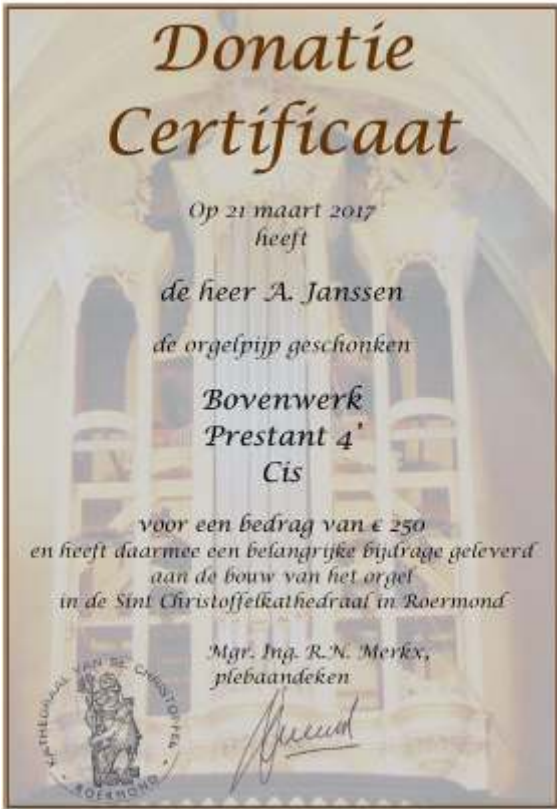 Donatie
Certificaat
Op 21 maart 2017
heeft
de heer A. Janssen
de orgelpijp geschonken
Bovenwerk
Prestant 4'
Cis
voor een bedrag van € 250
en heeft daarmee een belangrijke bijdrage geleverd
aan de bouw van het orgel
in de Sint Christoffelkathedraal in Roermond
Mgr. Ing. R.N. Merkx,
plebaandeken
KATHEDRAAL VAN ST. CHRISTOFFEL
ROERMOND